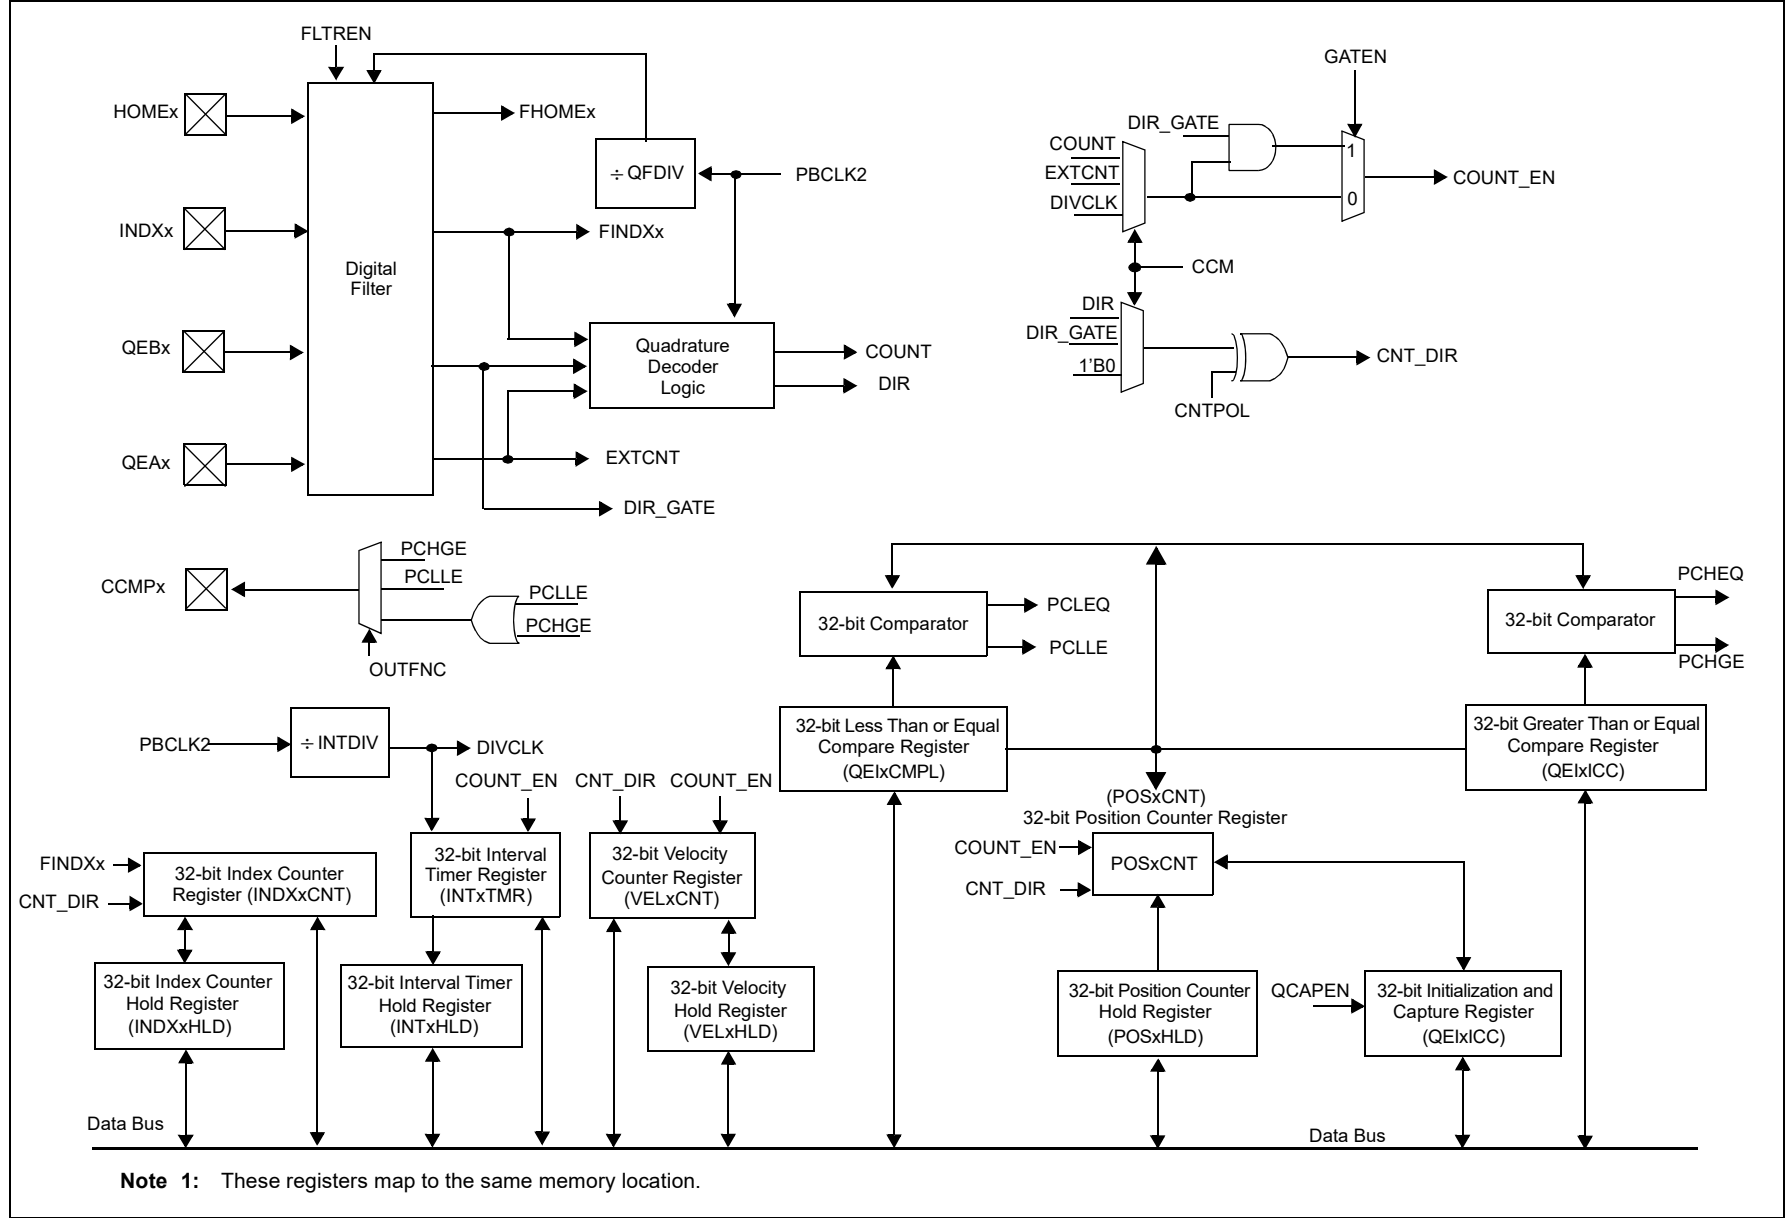 FLTREN
HOMEx
FHOMEx
÷ QFDIV
PBCLK2
INDXx
FINDXx
Digital
Filter
QEBx
Quadrature
Decoder
Logic
COUNT
DIR
QEAx
EXTCNT
DIR_GATE
GATEN
DIR_GATE
COUNT
EXTCNT
DIVCLK
1
0
COUNT_EN
CCM
DIR
DIR_GATE
1'B0
CNT_DIR
CNTPOL
CCMPx
PCHGE
PCLLE
PCLLE
PCHGE
OUTFNC
32-bit Comparator
PCLEQ
PCLLE
32-bit Comparator
PCHEQ
PCHGE
PBCLK2
÷ INTDIV
DIVCLK
32-bit Less Than or Equal
Compare Register
(QEIxCMPL)
32-bit Greater Than or Equal
Compare Register
(QEIxICC)
COUNT_EN
CNT_DIR
COUNT_EN
(POSxCNT)
32-bit Position Counter Register
COUNT_EN
CNT_DIR
POSxCNT
FINDXx
CNT_DIR
32-bit Index Counter
Register (INDXxCNT)
32-bit Interval
Timer Register
(INTxTMR)
32-bit Velocity
Counter Register
(VELxCNT)
32-bit Index Counter
Hold Register
(INDXxHLD)
32-bit Interval Timer
Hold Register
(INTxHLD)
32-bit Velocity
Hold Register
(VELxHLD)
32-bit Position Counter
Hold Register
(POSxHLD)
QCAPEN
32-bit Initialization and
Capture Register
(QEIxICC)
Data Bus
Data Bus
Note 1: These registers map to the same memory location.